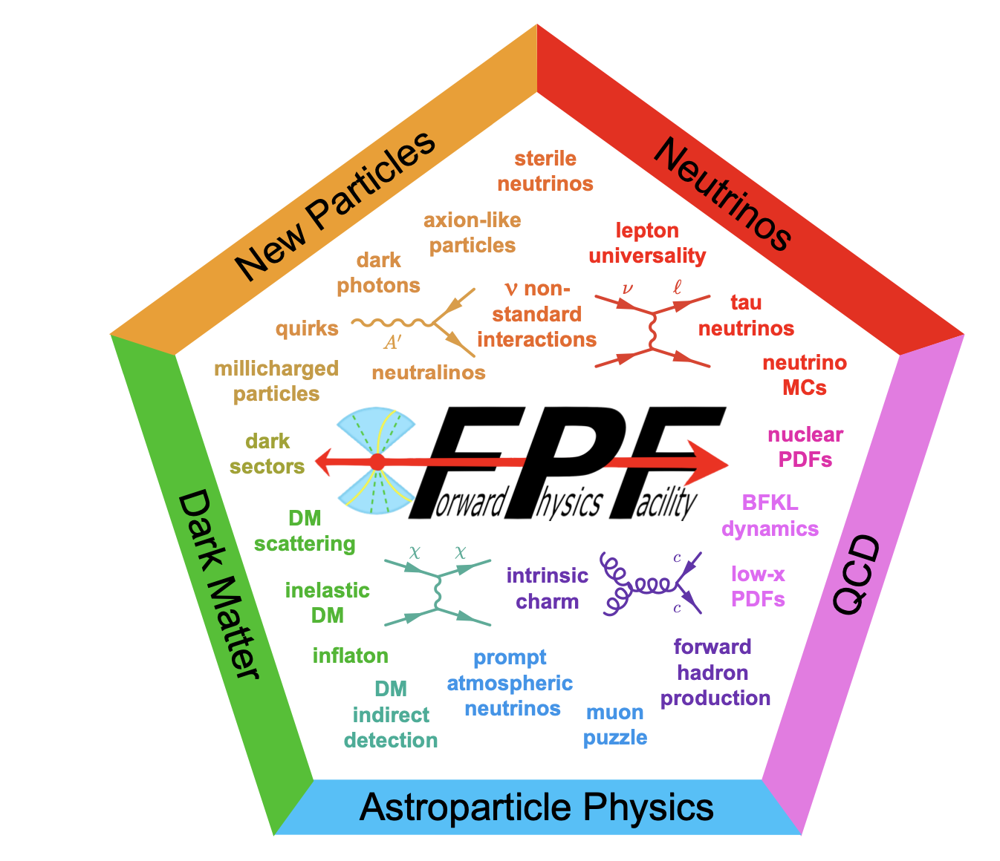 New Particles
Neutrinos
sterile
neutrinos
axion-like
particles
lepton
universality
dark
photons
ν non-
standard
interactions
ν
ℓ
tau
neutrinos
quirks
A′
neutralinos
millicharged
particles
neutrino
MCs
dark
sectors
FPF
Forward Physics Facility
nuclear
PDFs
Dark Matter
DM
scattering
BFKL
dynamics
QCD
χ
χ
inelastic
DM
intrinsic
charm
c
c
low-x
PDFs
inflaton
DM
indirect
detection
prompt
atmospheric
neutrinos
muon
puzzle
forward
hadron
production
Astroparticle Physics